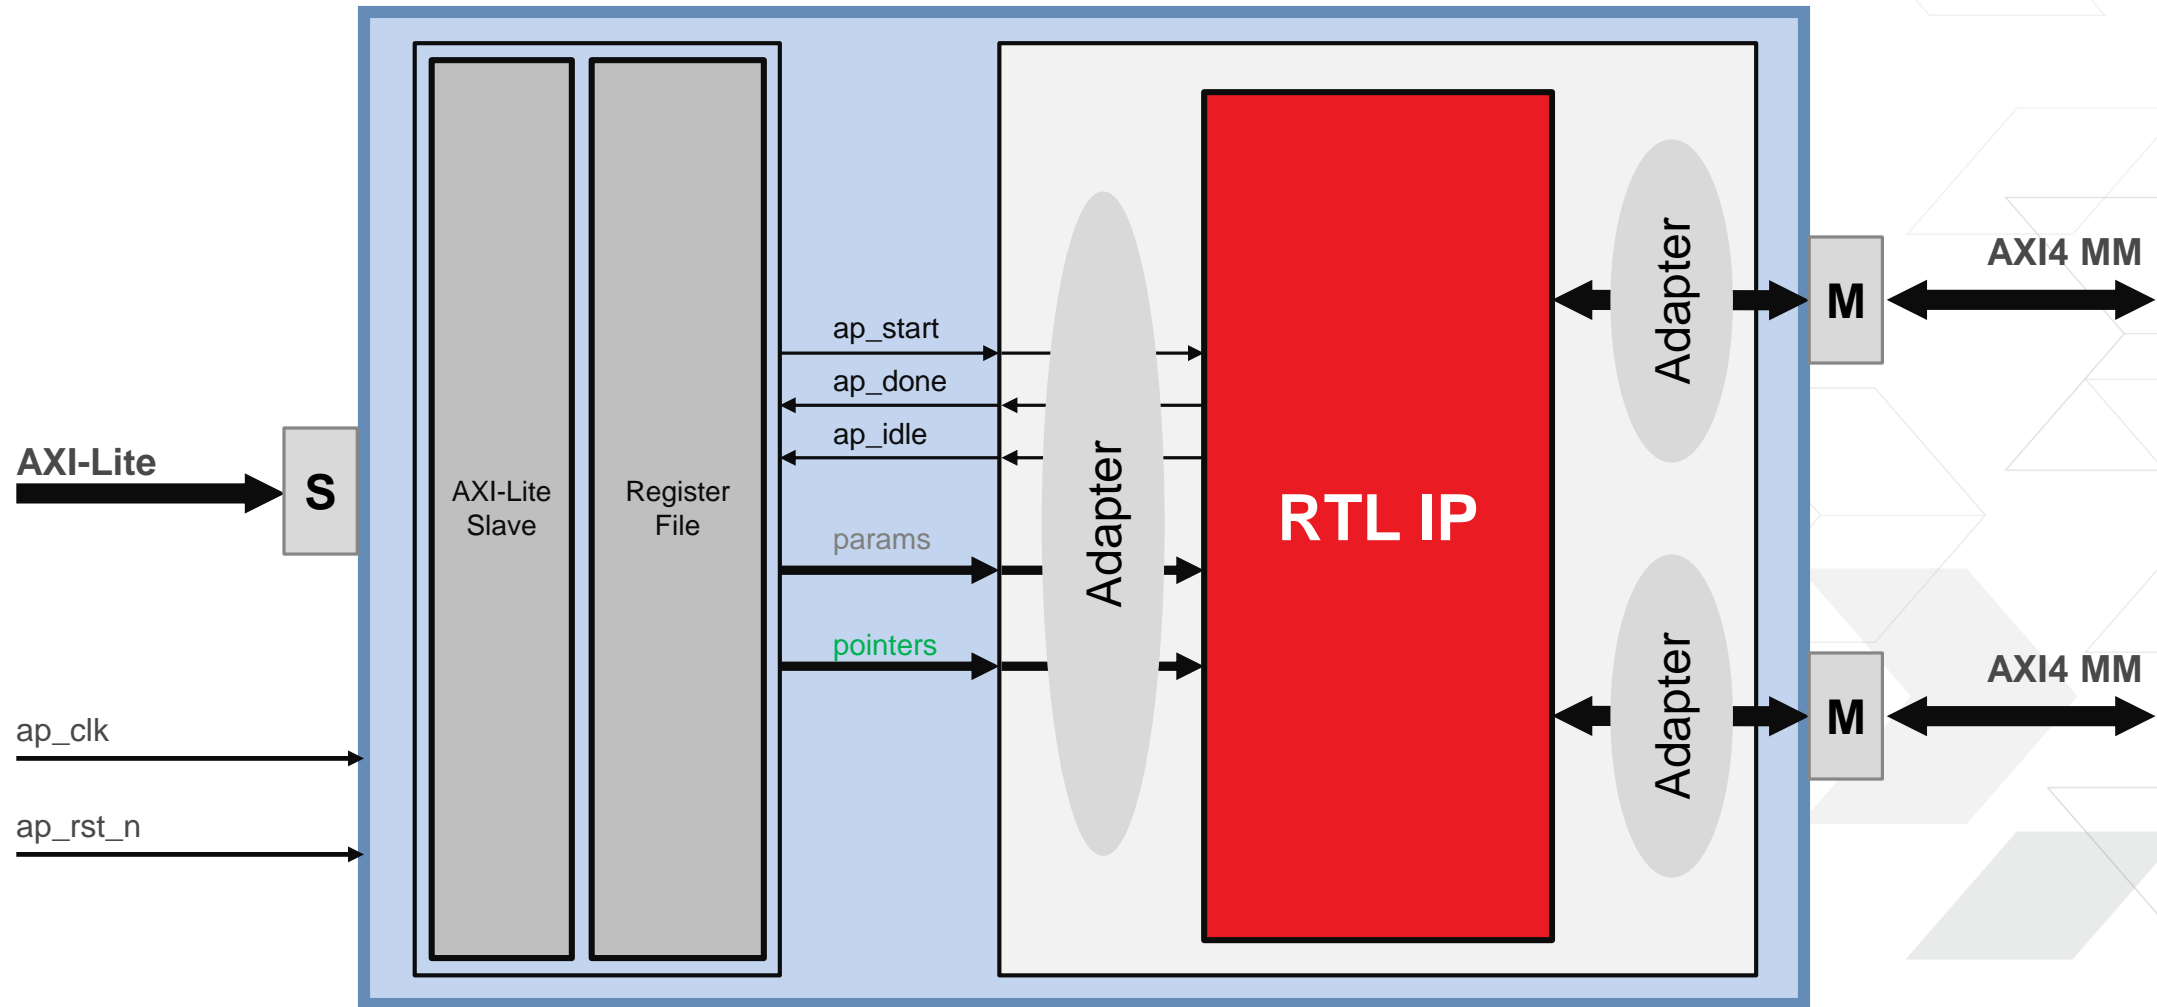 AXI-Lite
S
ap_clk
ap_rst_n
AXI-Lite
Slave
Register
File
ap_start
ap_done
ap_idle
params
pointers
Adapter
RTL IP
Adapter
Adapter
M
AXI4 MM
M
AXI4 MM